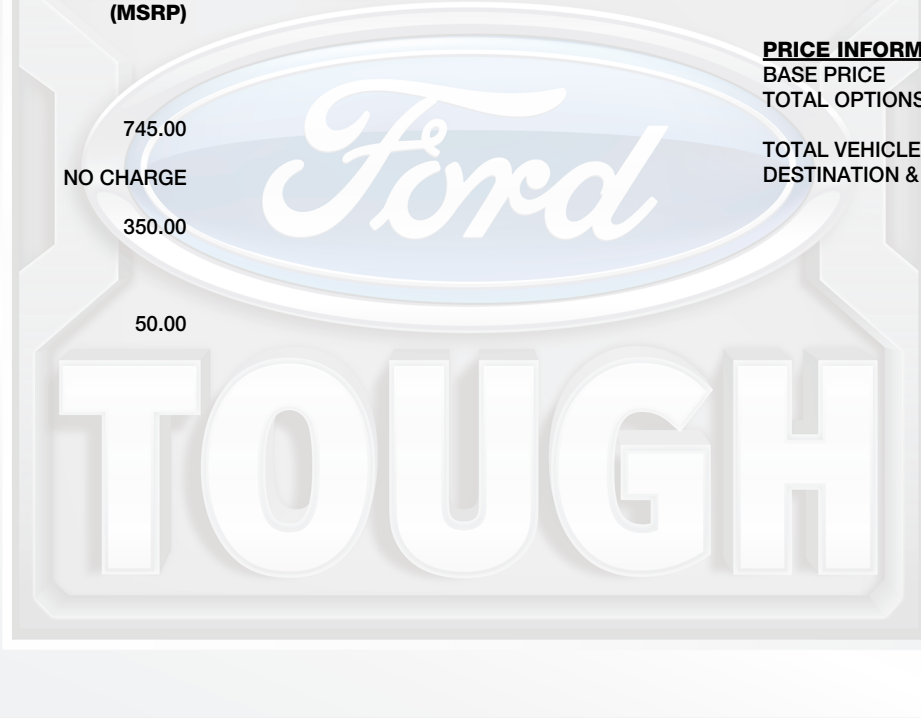 (MSRP)
745.00
NO CHARGE
350.00
50.00
PRICE INFORM
BASE PRICE
TOTAL OPTIONS
TOTAL VEHICLE
DESTINATION &
Ford
TOUGH